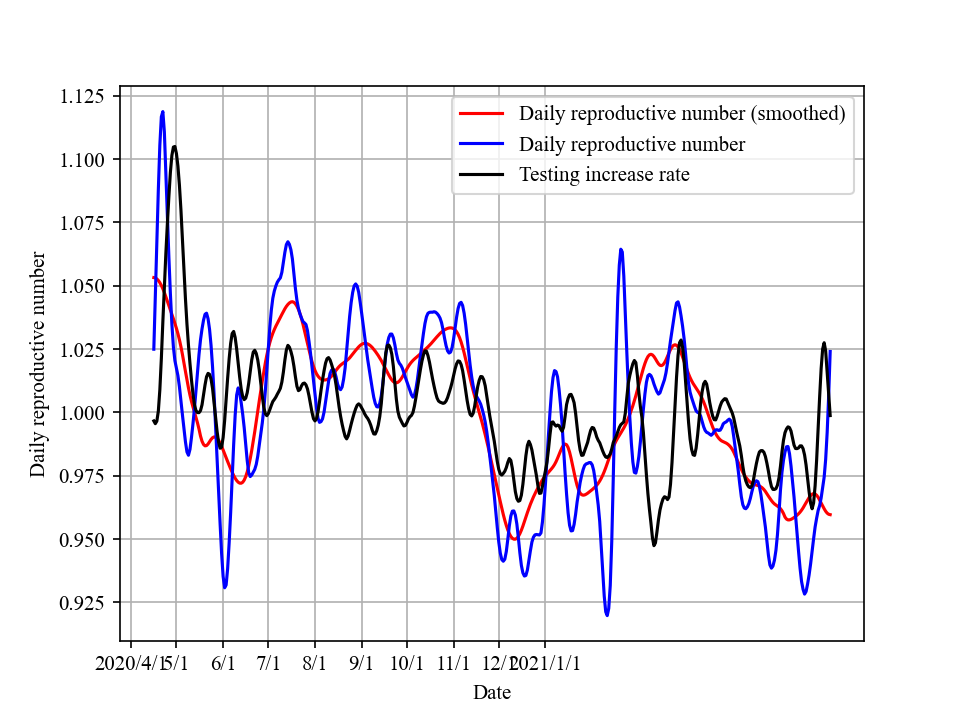 1.125
1.100
1.075
1.050
1.025
1.000
0.975
0.950
0.925
Daily reproductive number
Daily reproductive number (smoothed)
Daily reproductive number
Testing increase rate
2020/4/1 5/1 6/1 7/1 8/1 9/1 10/1 11/1 12/1 2021/1/1
Date